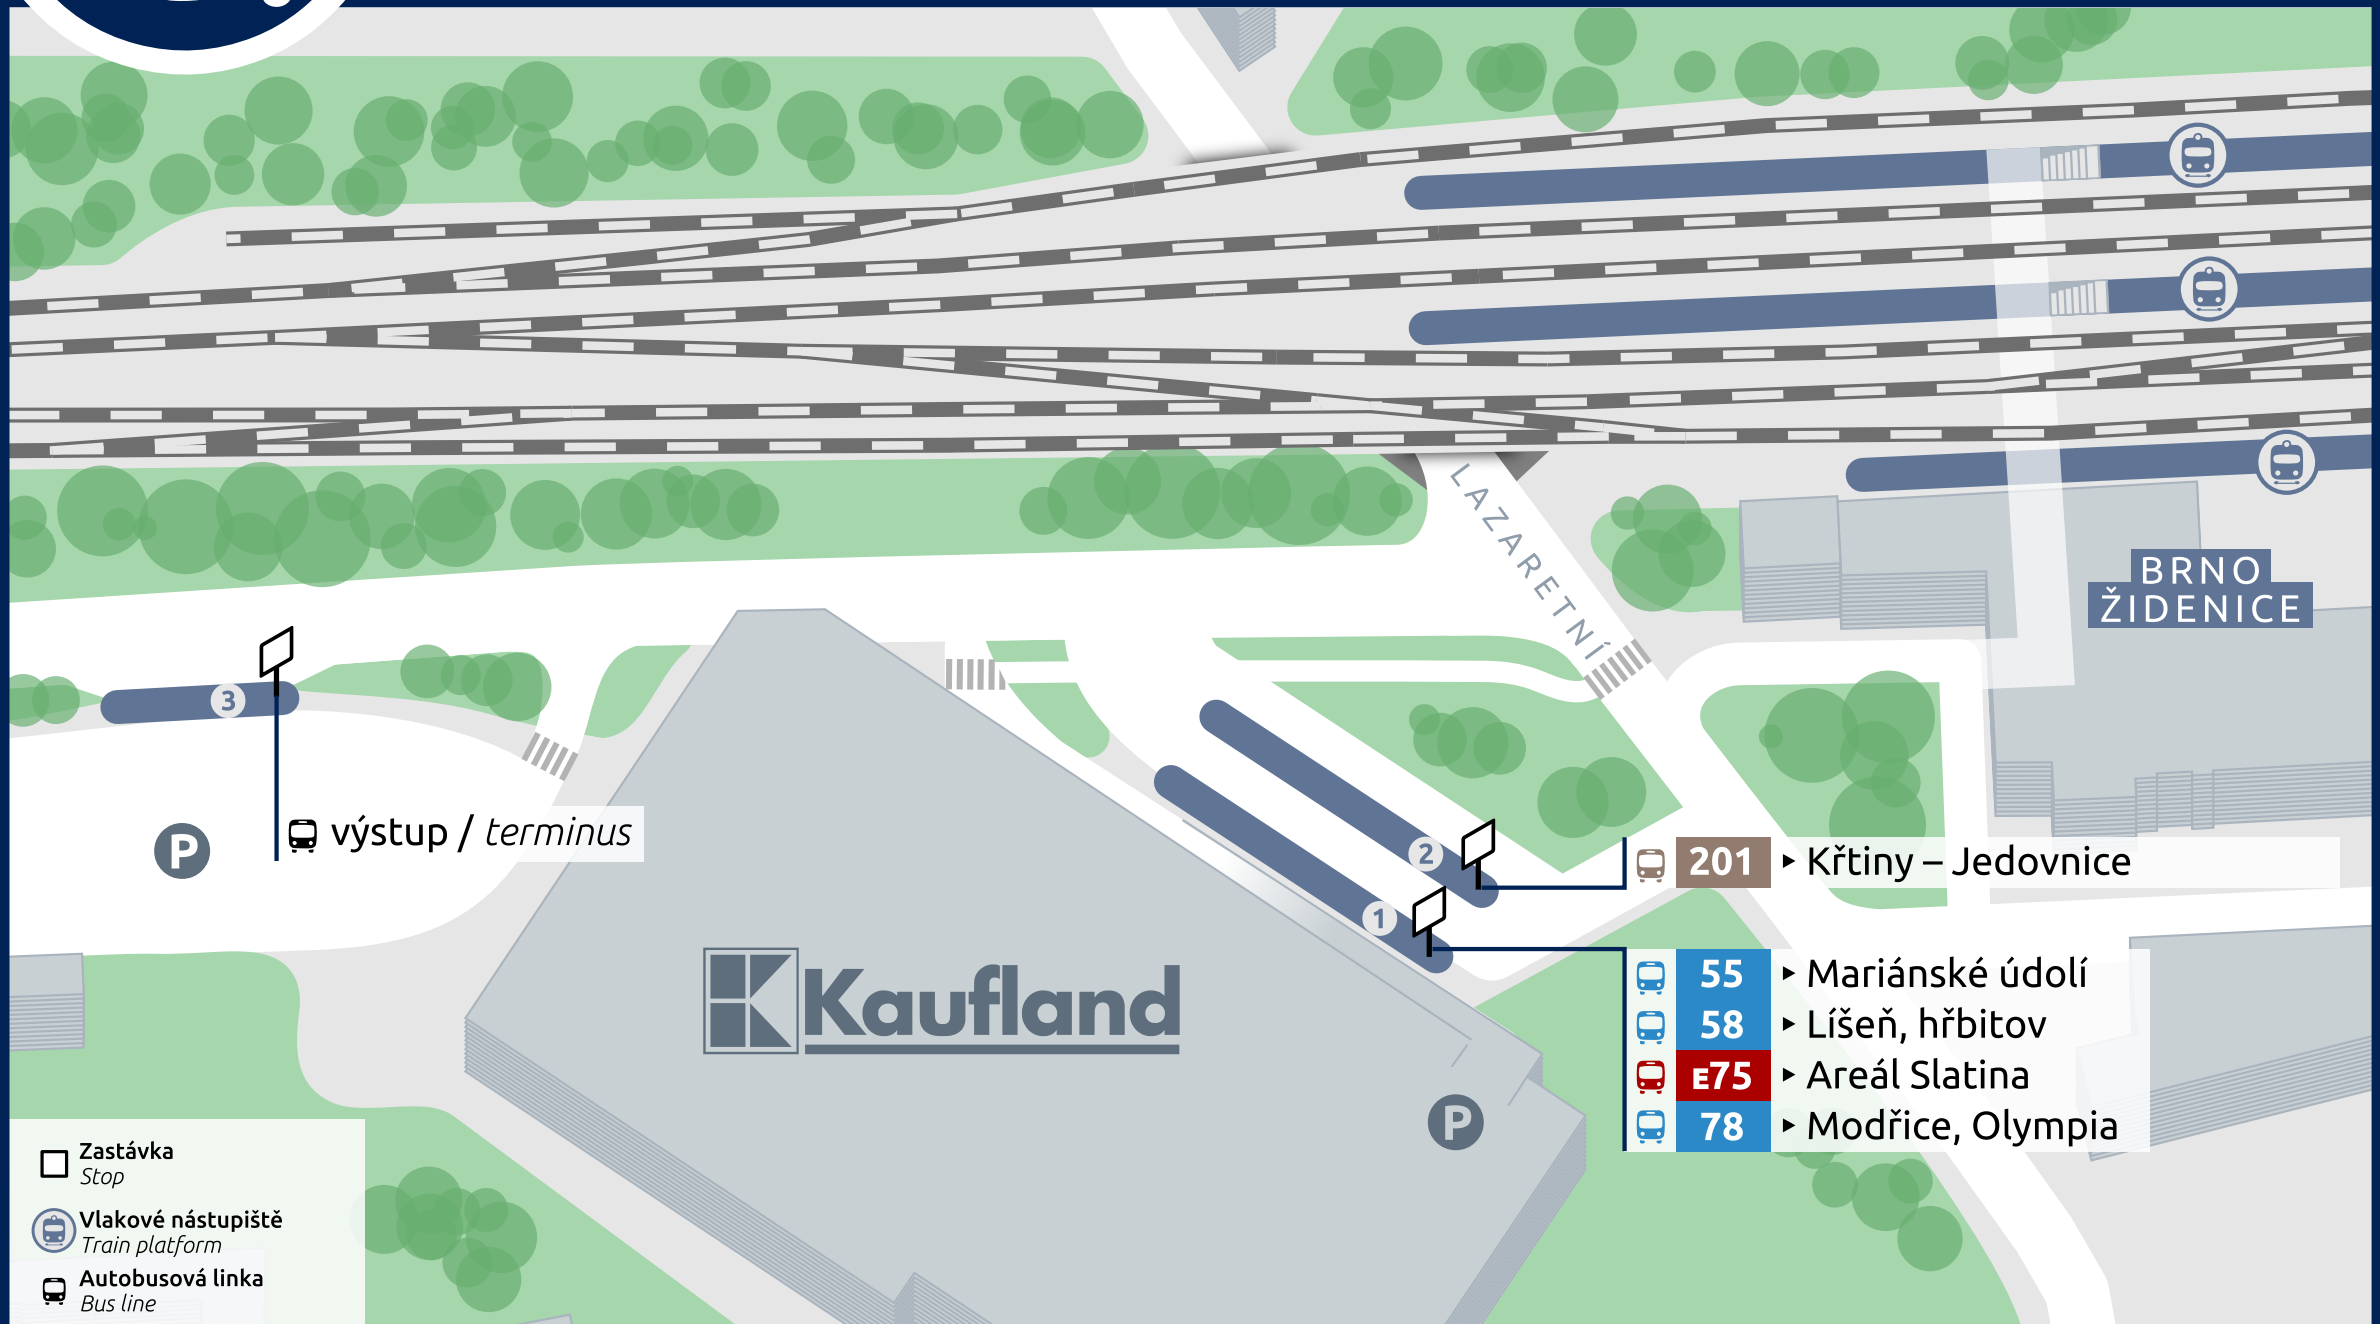 LAZARETNÍ
BRNO
ŽIDENICE
3
výstup / terminus
P
2
201 Křtiny – Jedovnice
1
55 Mariánské údolí
58 Líšeň, hřbitov
E75 Areál Slatina
78 Modřice, Olympia
K Kaufland
P
Zastávka
Stop
Vlakové nástupiště
Train platform
Autobusová linka
Bus line